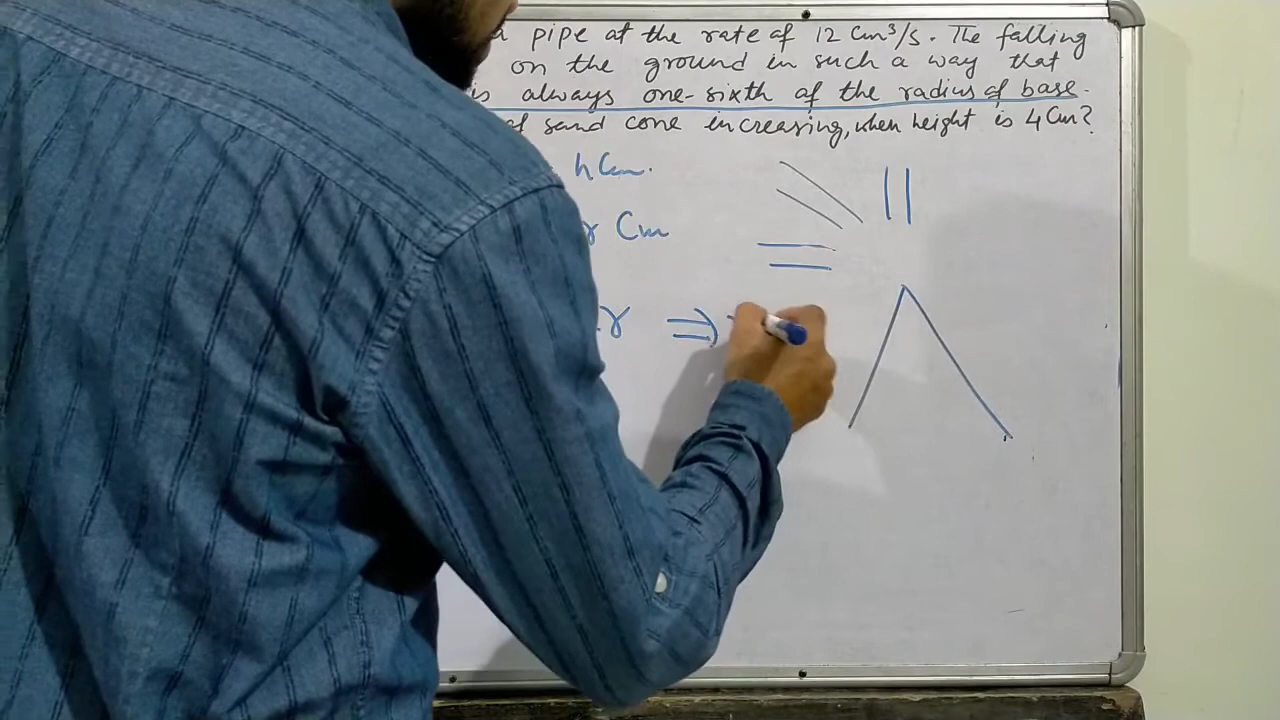 pipe at the rate of 12 Cm³/s. The falling
on the ground in such a way that
is always one-sixth of the radius of base.
of sand cone increasing, when height is 4 Cm?
h Cm.
r Cm
r ⇒